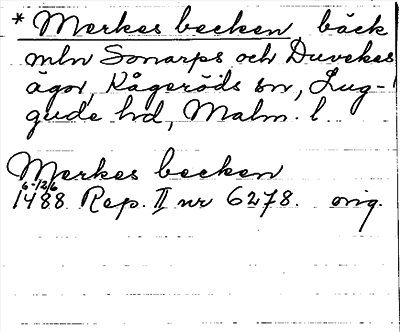 * Merkes becken, bäck
mln Sonarps och Duvekes
ägor, Kågeröds sn, Lug-
gude hd, Malm. l.
Merkes becken
6-12/6
1488 Rep. II nr 6278. orig.